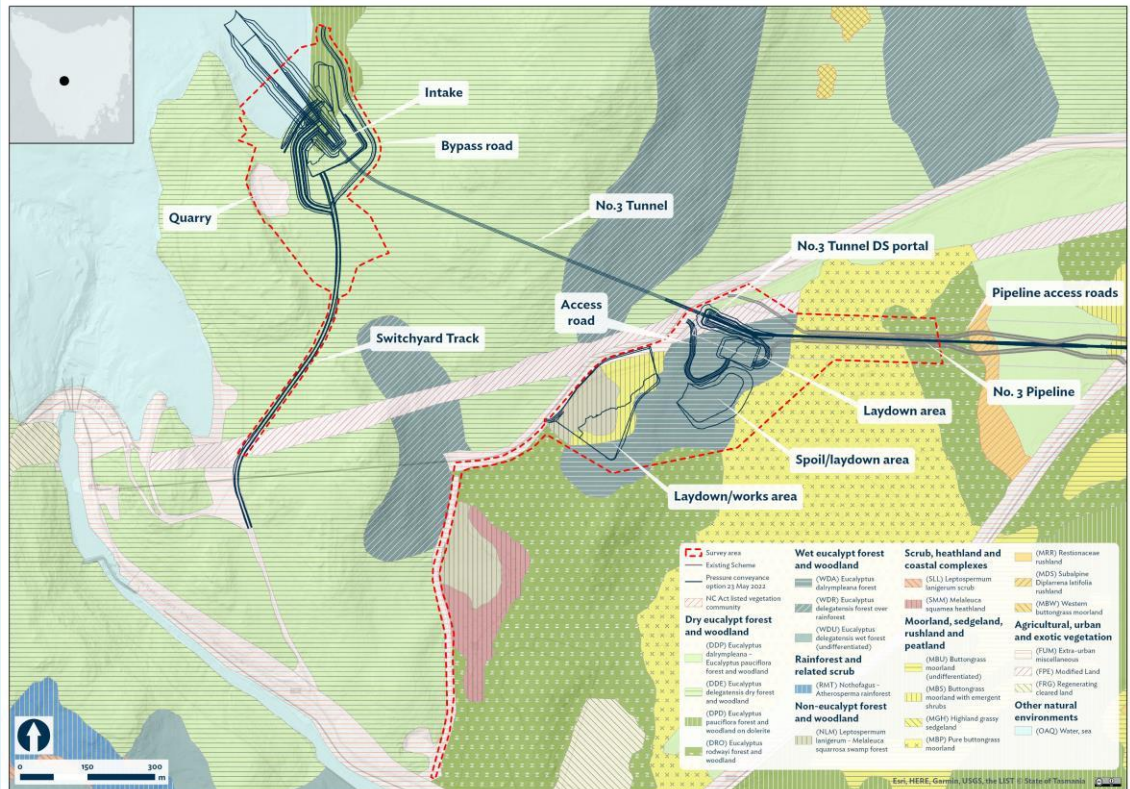 Intake
Bypass road
Quarry
No.3 Tunnel
No.3 Tunnel DS portal
Access
road
Pipeline access roads
Switchyard Track
No. 3 Pipeline
Laydown area
Spoil/laydown area
Laydown/works area
Survey area
Existing Scheme
Pressure conveyance
option 23 May 2022
NC Act listed vegetation
community
Dry eucalypt forest
and woodland
(DDP) Eucalyptus
dalrympleana -
Eucalyptus pauciflora
forest and woodland
(DDE) Eucalyptus
delegatensis dry forest
and woodland
(DPD) Eucalyptus
pauciflora forest and
woodland on dolerite
(DRO) Eucalyptus
rodwayi forest and
woodland
Wet eucalypt forest
and woodland
(WDA) Eucalyptus
dalrympleana forest
(WDR) Eucalyptus
delegatensis forest over
rainforest
(WDU) Eucalyptus
delegatensis wet forest
(undifferentiated)
Rainforest and
related scrub
(RMT) Nothofagus -
Atherosperma rainforest
Non-eucalypt forest
and woodland
(NLM) Leptospermum
lanigerum - Melaleuca
squarrosa swamp forest
Scrub, heathland and
coastal complexes
(SLL) Leptospermum
lanigerum scrub
(SMM) Melaleuca
squamea heathland
Moorland, sedgeland,
rushland and
peatland
(MBU) Buttongrass
moorland
(undifferentiated)
(MBS) Buttongrass
moorland with emergent
shrubs
(MGH) Highland grassy
sedgeland
(MBP) Pure buttongrass
moorland
(MRR) Restionaceae
rushland
(MDS) Subalpine
Diplarrena latifolia
rushland
(MBW) Western
buttongrass moorland
Agricultural, urban
and exotic vegetation
(FUM) Extra-urban
miscellaneous
(FPE) Modified Land
(FRG) Regenerating
cleared land
Other natural
environments
(OAQ) Water, sea
0 150 300
m
Esri, HERE, Garmin, USGS, the LIST © State of Tasmania